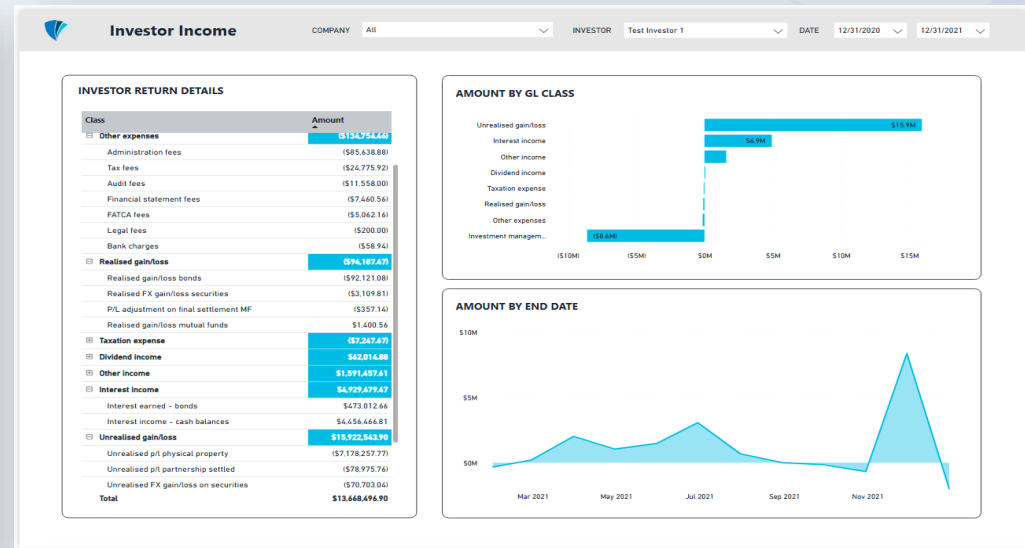 Investor Income
COMPANY All
INVESTOR Test Investor 1
DATE 12/31/2020 12/31/2021
INVESTOR RETURN DETAILS
Class Amount
Other expenses ($134,754.44)
Administration fees ($85,638.88)
Tax fees ($24,775.92)
Audit fees ($11,558.00)
Financial statement fees ($7,460.56)
FATCA fees ($5,062.16)
Legal fees ($200.00)
Bank charges ($58.94)
Realised gain/loss ($94,187.47)
Realised gain/loss bonds ($92,121.08)
Realised FX gain/loss securities ($3,109.81)
P/L adjustment on final settlement MF ($357.14)
Realised gain/loss mutual funds $1,400.56
Taxation expense ($7,247.67)
Dividend income $62,014.88
Other income $1,591,457.61
Interest income $4,929,479.47
Interest earned - bonds $473,012.66
Interest income - cash balances $4,456,466.81
Unrealised gain/loss $15,922,543.90
Unrealised p/l physical property ($7,178,257.77)
Unrealised p/l partnership settled ($78,975.76)
Unrealised FX gain/loss on securities ($70,703.04)
Total $13,668,496.90
AMOUNT BY GL CLASS
Unrealised gain/loss $15.9M
Interest income $4.9M
Other income
Dividend income
Taxation expense
Realised gain/loss
Other expenses
Investment managem... ($8.6M)
($10M) ($5M) $0M $5M $10M $15M
AMOUNT BY END DATE
$10M
$5M
$0M
Mar 2021 May 2021 Jul 2021 Sep 2021 Nov 2021